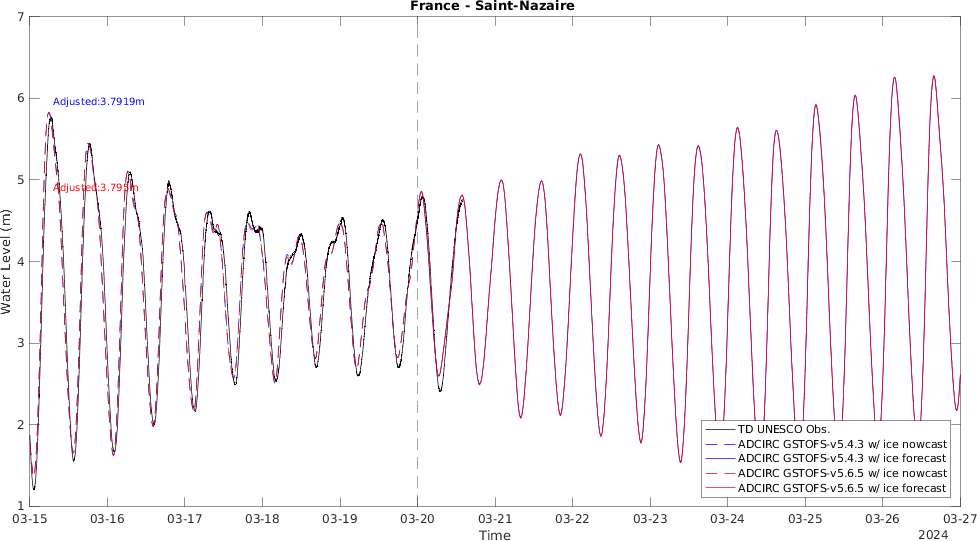 France - Saint-Nazaire
7
6
5
4
3
2
1
Water Level (m)
Adjusted:3.7919m
Adjusted:3.795m
TD UNESCO Obs.
ADCIRC GSTOFS-v5.4.3 w/ ice nowcast
ADCIRC GSTOFS-v5.4.3 w/ ice forecast
ADCIRC GSTOFS-v5.6.5 w/ ice nowcast
ADCIRC GSTOFS-v5.6.5 w/ ice forecast
03-15 03-16 03-17 03-18 03-19 03-20 03-21 03-22 03-23 03-24 03-25 03-26 03-27
Time
2024